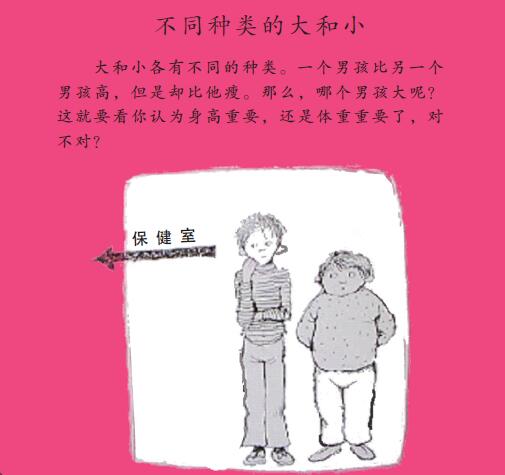 不同种类的大和小
大和小各有不同的种类。一个男孩比另一个
男孩高，但是却比他瘦。那么，哪个男孩大呢？
这就要看你认为身高重要，还是体重重要了，对
不对？
保健室